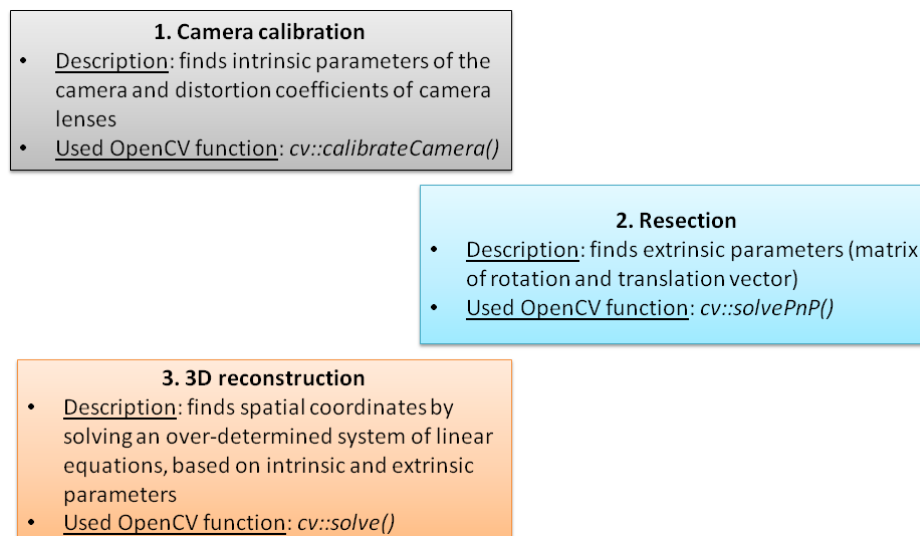 1. Camera calibration
• Description: finds intrinsic parameters of the
camera and distortion coefficients of camera
lenses
• Used OpenCV function: cv::calibrateCamera()
2. Resection
• Description: finds extrinsic parameters (matrix
of rotation and translation vector)
• Used OpenCV function: cv::solvePnP()
3. 3D reconstruction
• Description: finds spatial coordinates by
solving an over-determined system of linear
equations, based on intrinsic and extrinsic
parameters
• Used OpenCV function: cv::solve()